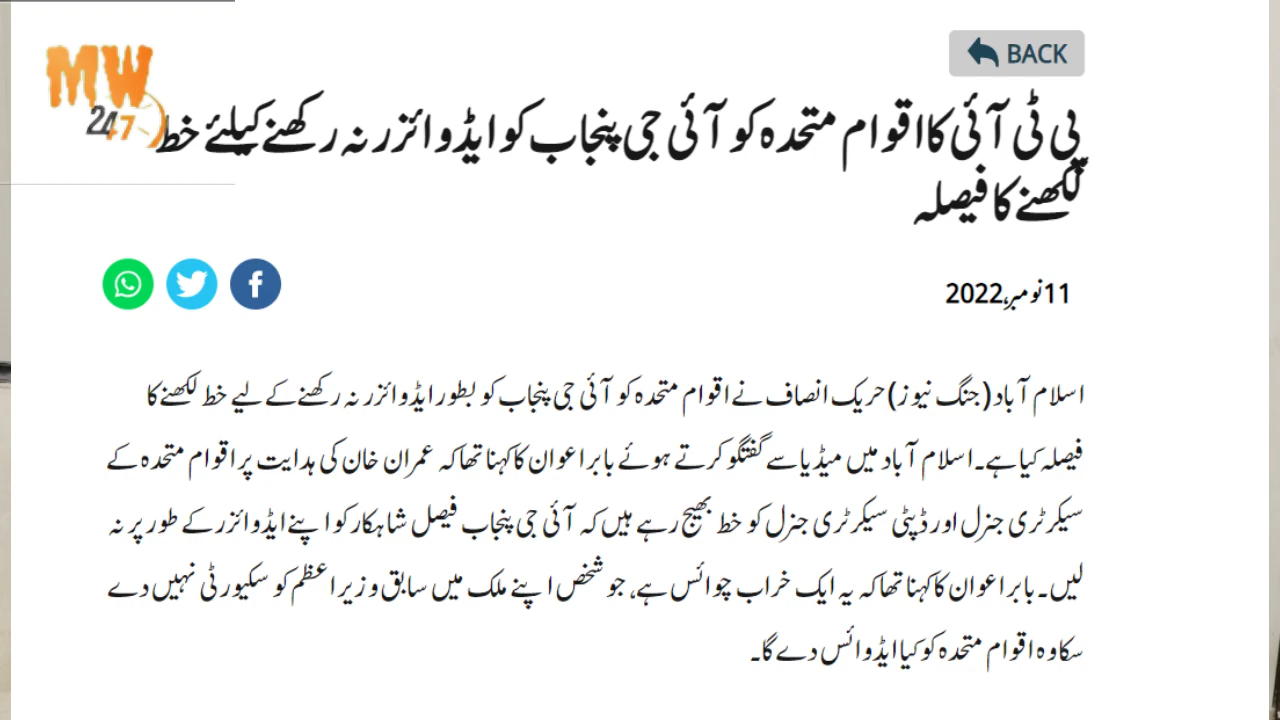 MW
247
BACK
پی ٹی آئی کا اقوام متحدہ کو آئی جی پنجاب کو ایڈوائزر نہ رکھنے کیلئے خط
لکھنے کا فیصلہ
11 نومبر، 2022
اسلام آباد (جنگ نیوز) حریک انصاف نے اقوام متحدہ کو آئی جی پنجاب کو بطور ایڈوائزر نہ رکھنے کے لیے خط لکھنے کا
فیصلہ کیا ہے۔ اسلام آباد میں میڈیا سے گفتگو کرتے ہوئے بابر اعوان کا کہنا تھا کہ عمران خان کی ہدایت پر اقوام متحدہ کے
سیکرٹری جنرل اور ڈپٹی سیکرٹری جنرل کو خط بھیج رہے ہیں کہ آئی جی پنجاب فیصل شاہکار کو اپنے ایڈوائزر کے طور پر نہ
لیں۔ بابر اعوان کا کہنا تھا کہ یہ ایک خراب چوائس ہے، جو شخص اپنے ملک میں سابق وزیراعظم کو سکیورٹی نہیں دے
سکا وہ اقوام متحدہ کو کیا ایڈوائس دے گا۔